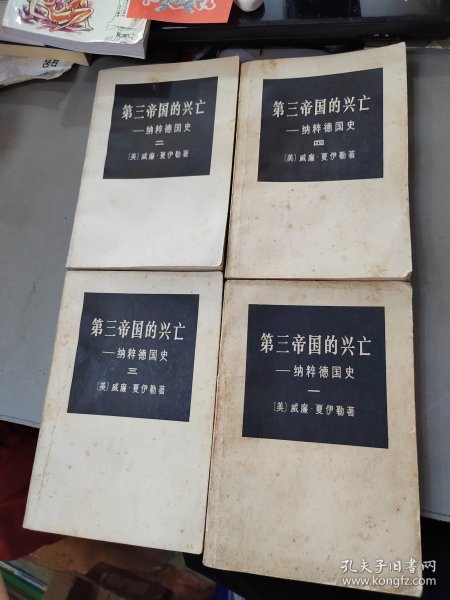 第三帝国的兴亡
—纳粹德国史
二
〔美〕威廉·夏伊勒著
第三帝国的兴亡
—纳粹德国史
四
〔美〕威廉·夏伊勒著
第三帝国的兴亡
—纳粹德国史
三
〔美〕威廉·夏伊勒著
第三帝国的兴亡
—纳粹德国史
一
〔美〕威廉·夏伊勒著
孔夫子旧书网
www.kongfz.com